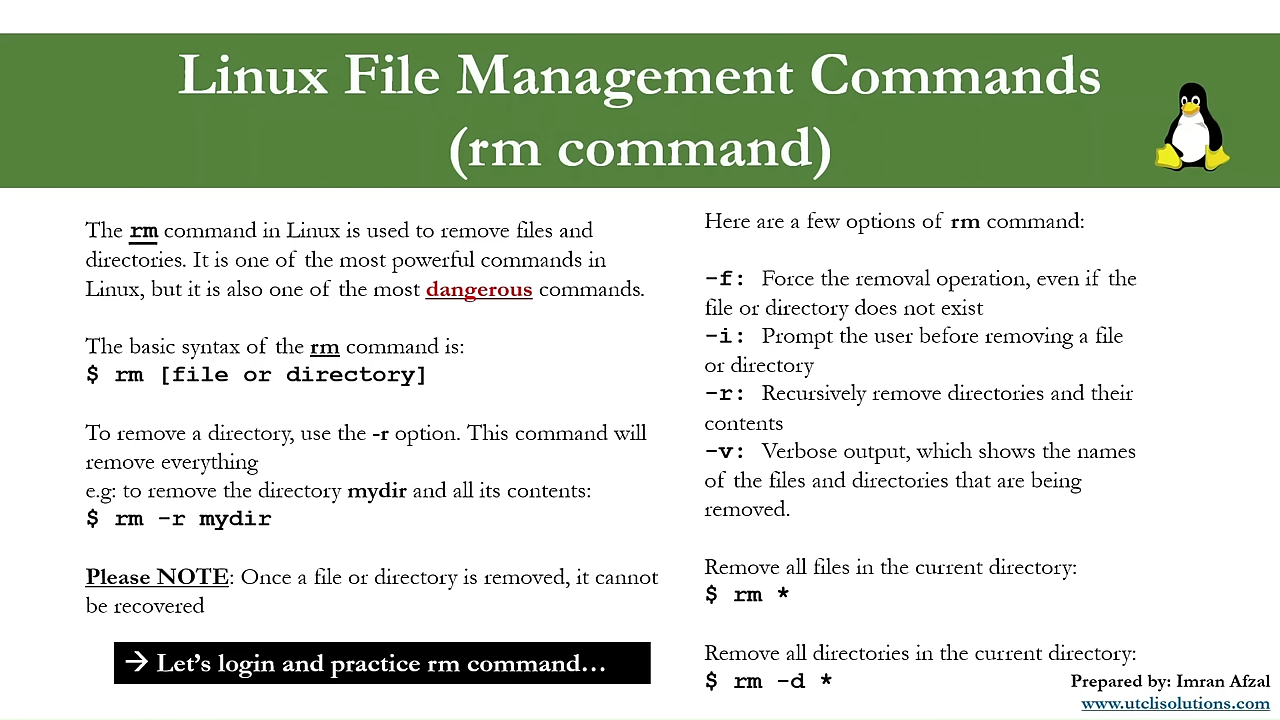 Linux File Management Commands
(rm command)
The rm command in Linux is used to remove files and
directories. It is one of the most powerful commands in
Linux, but it is also one of the most dangerous commands.
The basic syntax of the rm command is:
$ rm [file or directory]
To remove a directory, use the -r option. This command will
remove everything
e.g: to remove the directory mydir and all its contents:
$ rm -r mydir
Please NOTE: Once a file or directory is removed, it cannot
be recovered
→ Let's login and practice rm command…
Here are a few options of rm command:
-f: Force the removal operation, even if the
file or directory does not exist
-i: Prompt the user before removing a file
or directory
-r: Recursively remove directories and their
contents
-v: Verbose output, which shows the names
of the files and directories that are being
removed.
Remove all files in the current directory:
$ rm *
Remove all directories in the current directory:
$ rm -d *
Prepared by: Imran Afzal
www.utclisolutions.com